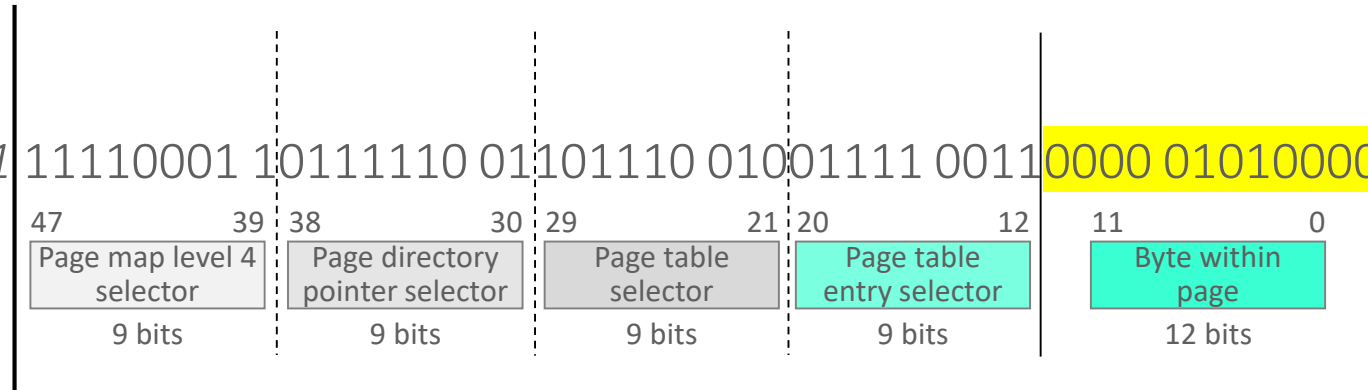 1 11110001 10111110 01101110 01001111 00110000 01010000
47 39 38 30 29 21 20 12 11 0
Page map level 4 selector
Page directory pointer selector
Page table selector
Page table entry selector
Byte within page
9 bits 9 bits 9 bits 9 bits 12 bits